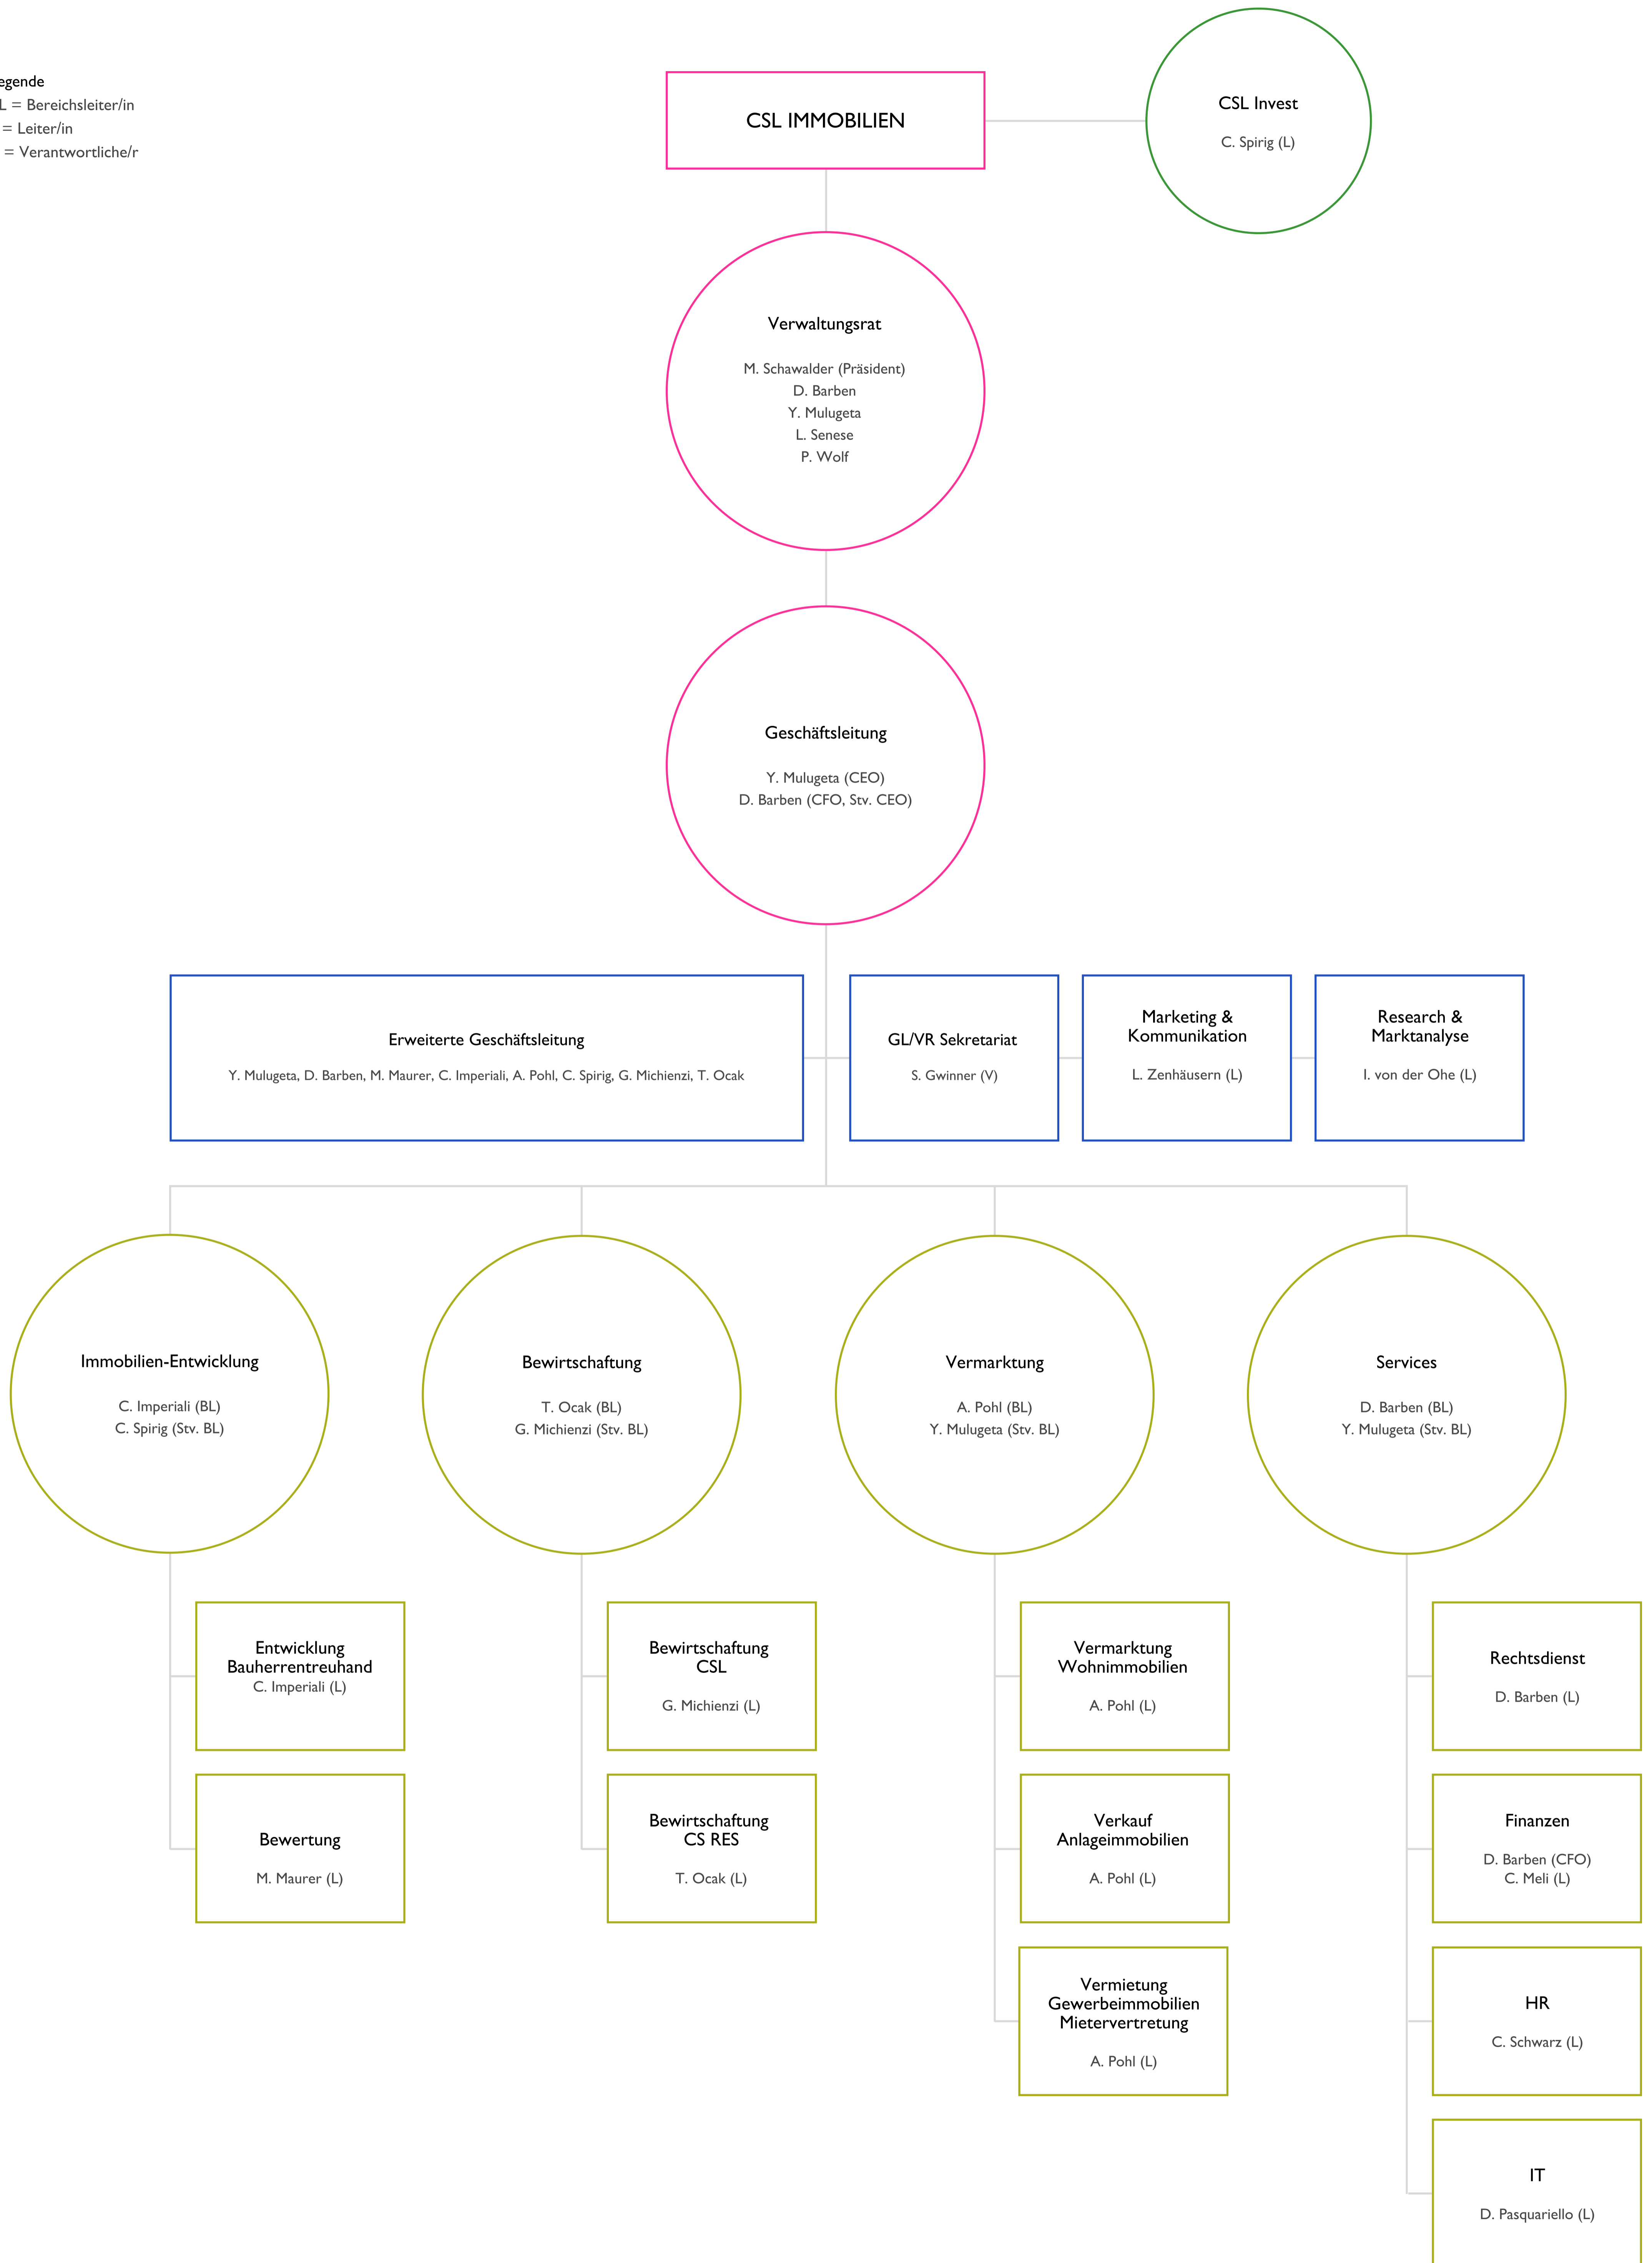 egende
L = Bereichsleiter/in
= Leiter/in
= Verantwortliche/r
CSL IMMOBILIEN
CSL Invest
C. Spirig (L)
Verwaltungsrat
M. Schawalder (Präsident)
D. Barben
Y. Mulugeta
L. Senese
P. Wolf
Geschäftsleitung
Y. Mulugeta (CEO)
D. Barben (CFO, Stv. CEO)
Erweiterte Geschäftsleitung
Y. Mulugeta, D. Barben, M. Maurer, C. Imperiali, A. Pohl, C. Spirig, G. Michienzi, T. Ocak
GL/VR Sekretariat
S. Gwinner (V)
Marketing &
Kommunikation
L. Zenhäusern (L)
Research &
Marktanalyse
I. von der Ohe (L)
Immobilien-Entwicklung
C. Imperiali (BL)
C. Spirig (Stv. BL)
Bewirtschaftung
T. Ocak (BL)
G. Michienzi (Stv. BL)
Vermarktung
A. Pohl (BL)
Y. Mulugeta (Stv. BL)
Services
D. Barben (BL)
Y. Mulugeta (Stv. BL)
Entwicklung
Bauherrentreuhand
C. Imperiali (L)
Bewertung
M. Maurer (L)
Bewirtschaftung
CSL
G. Michienzi (L)
Bewirtschaftung
CS RES
T. Ocak (L)
Vermarktung
Wohnimmobilien
A. Pohl (L)
Verkauf
Anlageimmobilien
A. Pohl (L)
Vermietung
Gewerbeimmobilien
Mietervertretung
A. Pohl (L)
Rechtsdienst
D. Barben (L)
Finanzen
D. Barben (CFO)
C. Meli (L)
HR
C. Schwarz (L)
IT
D. Pasquariello (L)